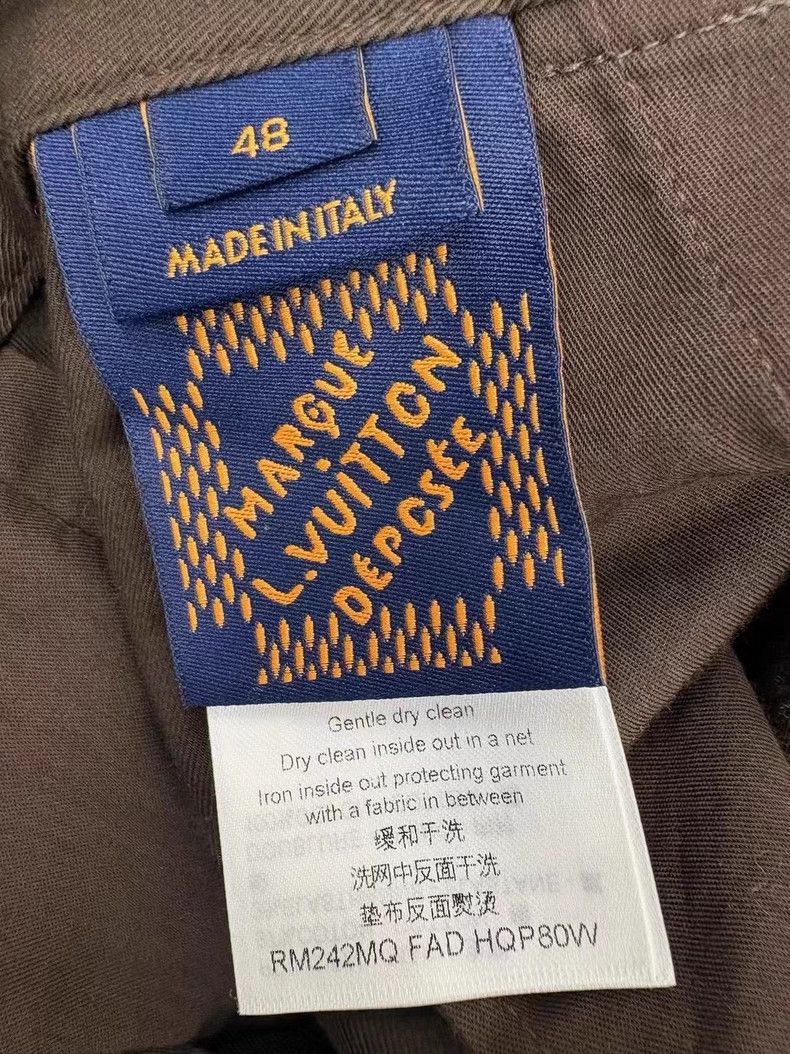 48
MADE IN ITALY
MARQUE
L.VUITTON
DÉPOSÉE
Gentle dry clean
Dry clean inside out in a net
Iron inside out protecting garment
with a fabric in between
缓和干洗
洗网中反面干洗
垫布反面熨烫
RM242MQ FAD HQP80W